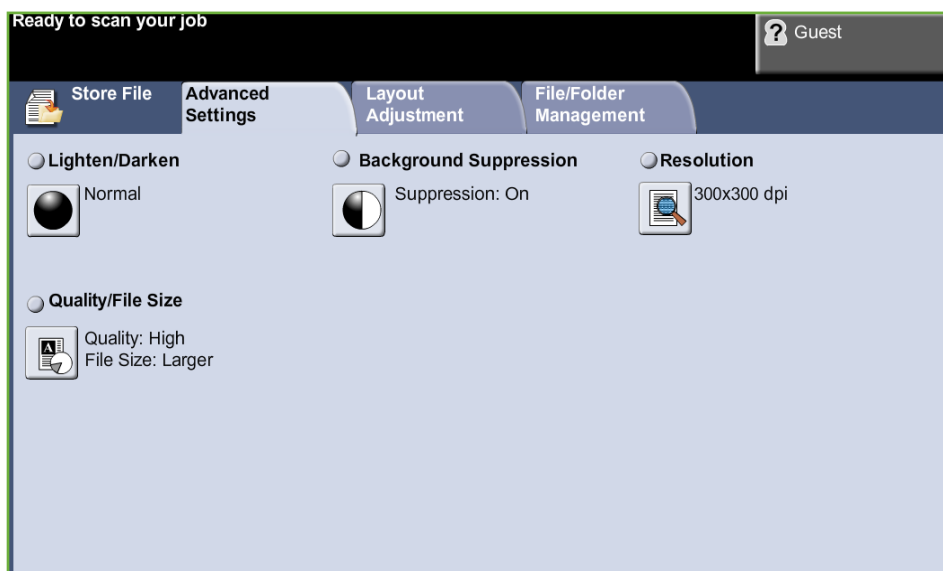 Ready to scan your job
? Guest
Store File
Advanced
Settings
Layout
Adjustment
File/Folder
Management
Lighten/Darken
Normal
Background Suppression
Suppression: On
Resolution
300x300 dpi
Quality/File Size
A
Quality: High
File Size: Larger